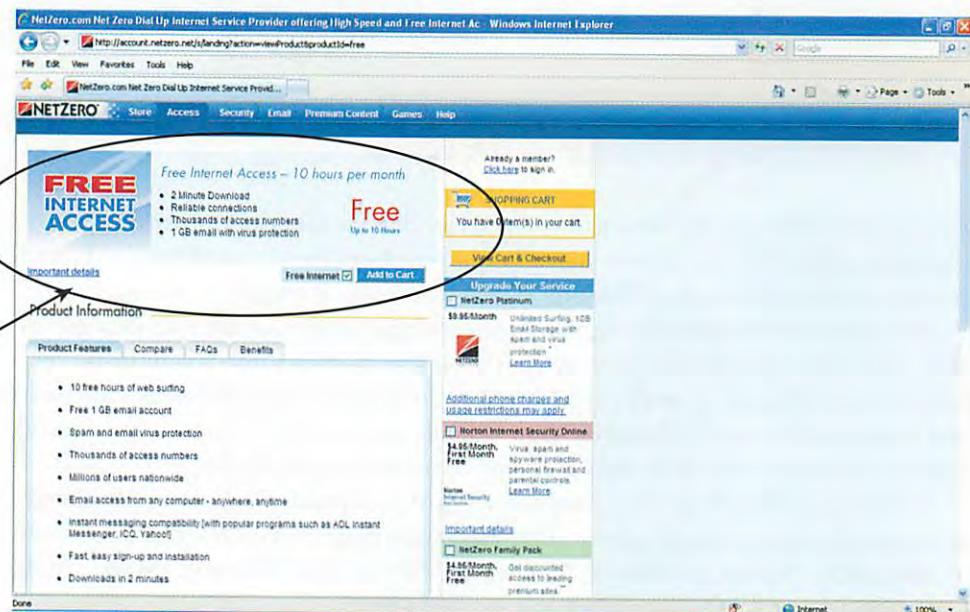 NetZero.com Net Zero Dial Up Internet Service Provider offering High Speed and Free Internet Ac - Windows Internet Explorer
http://account.netzero.net/s/landing?action=viewProduct&productId=free
Google
File Edit View Favorites Tools Help
NetZero.com Net Zero Dial Up Internet Service Provid...
Page Tools
NETZERO Store Access Security Email Premium Content Games Help
FREE
INTERNET
ACCESS
Free Internet Access – 10 hours per month
• 2 Minute Download
• Reliable connections
• Thousands of access numbers
• 1 GB email with virus protection
Free
Up to 10 Hours
Important details
Free Internet Add to Cart
Product Information
Product Features Compare FAQs Benefits
• 10 free hours of web surfing
• Free 1 GB email account
• Spam and email virus protection
• Thousands of access numbers
• Millions of users nationwide
• Email access from any computer - anywhere, anytime
• Instant messaging compatibility [with popular programs such as AOL Instant
Messenger, ICQ, Yahoo!]
• Fast, easy sign-up and installation
• Downloads in 2 minutes
Already a member?
Click here to sign in.
SHOPPING CART
You have 0 item(s) in your cart.
View Cart & Checkout
Upgrade Your Service
NetZero Platinum
$9.95/Month
Unlimited Surfing, 1GB
Email Storage with
spam and virus
protection
Learn More
NETZERO
Additional phone charges and
usage restrictions may apply.
Norton Internet Security Online
$4.95/Month,
First Month
Free
Virus, spam and
spyware protection,
personal firewall and
parental controls.
Learn More
Norton
Internet Security
Important details
NetZero Family Pack
$4.95/Month,
First Month
Free
Get discounted
access to leading
premium sites.
Done
Internet
100%